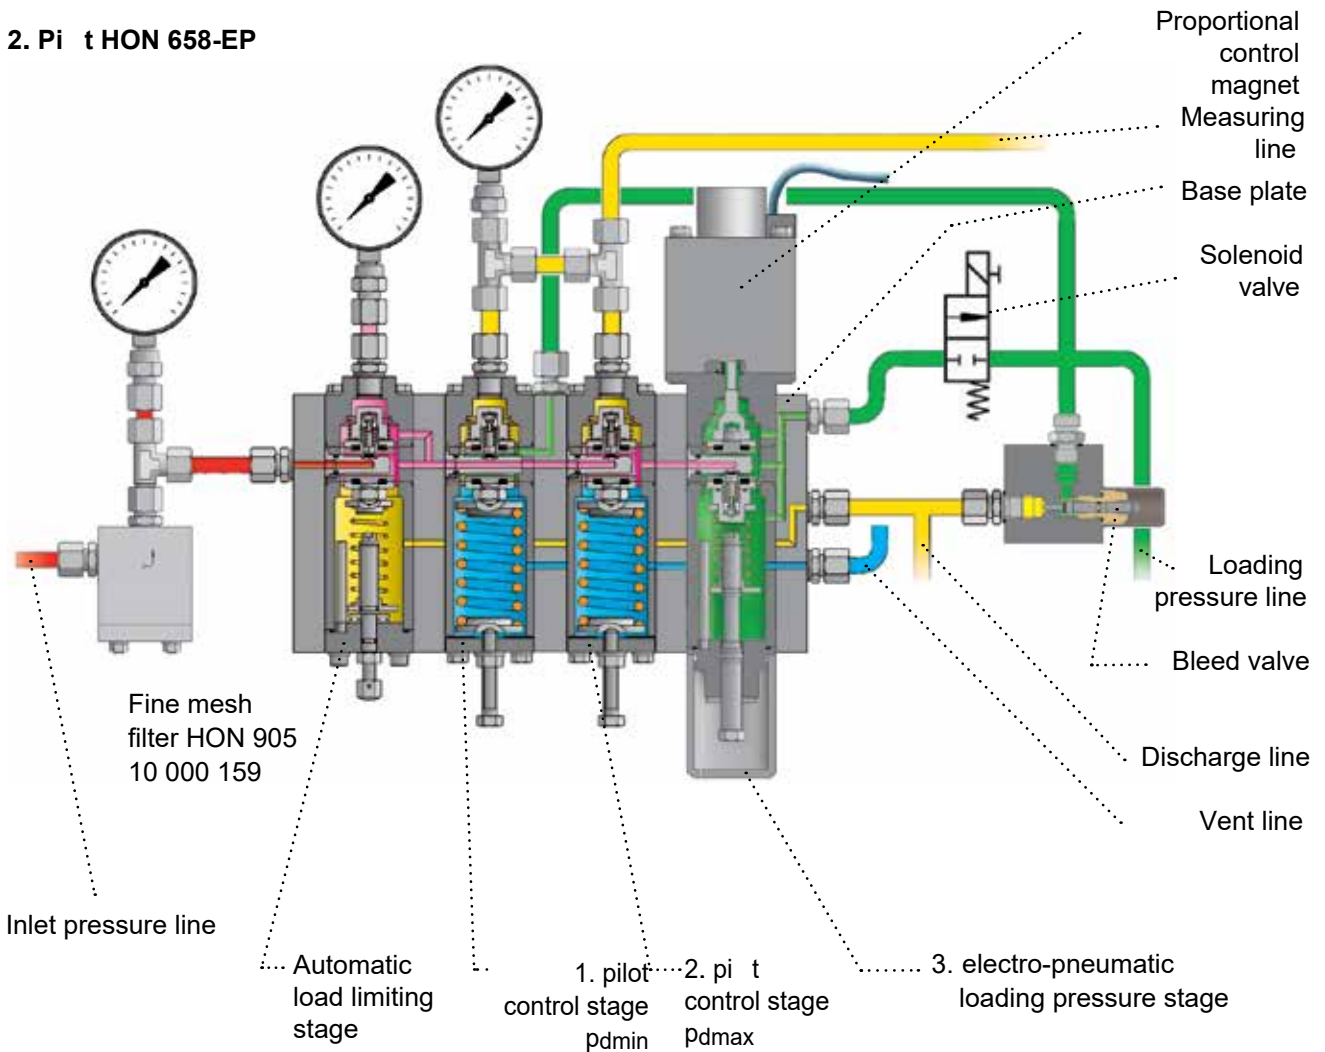 2. Pi t HON 658-EP
Proportional
control
magnet
Measuring
line
Base plate
Solenoid
valve
Loading
pressure line
Bleed valve
Discharge line
Vent line
Fine mesh
filter HON 905
10 000 159
Inlet pressure line
Automatic
load limiting
stage
1. pilot
control stage
pdmin
2. pi t
control stage
pdmax
3. electro-pneumatic
loading pressure stage